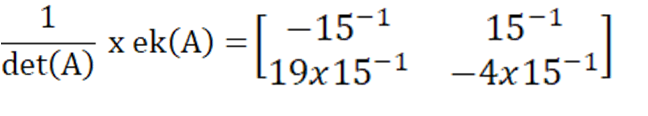 1/det(A) x ek(A) = [ −15⁻¹ 15⁻¹
19x15⁻¹ −4x15⁻¹ ]